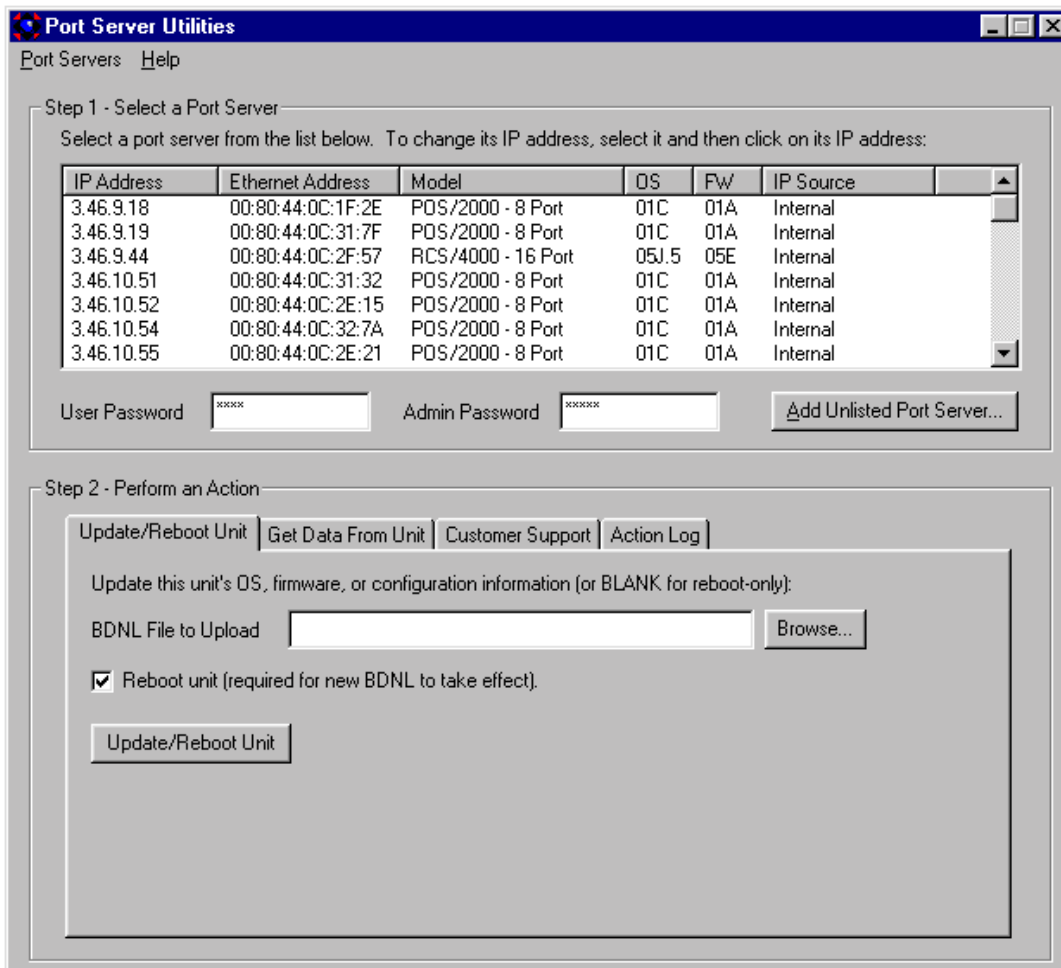 Port Server Utilities
Port Servers Help
Step 1 - Select a Port Server
Select a port server from the list below. To change its IP address, select it and then click on its IP address:
IP Address Ethernet Address Model OS FW IP Source
3.46.9.18 00:80:44:0C:1F:2E POS/2000 - 8 Port 01C 01A Internal
3.46.9.19 00:80:44:0C:31:7F POS/2000 - 8 Port 01C 01A Internal
3.46.9.44 00:80:44:0C:2F:57 RCS/4000 - 16 Port 05J.5 05E Internal
3.46.10.51 00:80:44:0C:31:32 POS/2000 - 8 Port 01C 01A Internal
3.46.10.52 00:80:44:0C:2E:15 POS/2000 - 8 Port 01C 01A Internal
3.46.10.54 00:80:44:0C:32:7A POS/2000 - 8 Port 01C 01A Internal
3.46.10.55 00:80:44:0C:2E:21 POS/2000 - 8 Port 01C 01A Internal
User Password **** Admin Password ***** Add Unlisted Port Server...
Step 2 - Perform an Action
Update/Reboot Unit Get Data From Unit Customer Support Action Log
Update this unit's OS, firmware, or configuration information (or BLANK for reboot-only):
BDNL File to Upload Browse...
Reboot unit (required for new BDNL to take effect).
Update/Reboot Unit